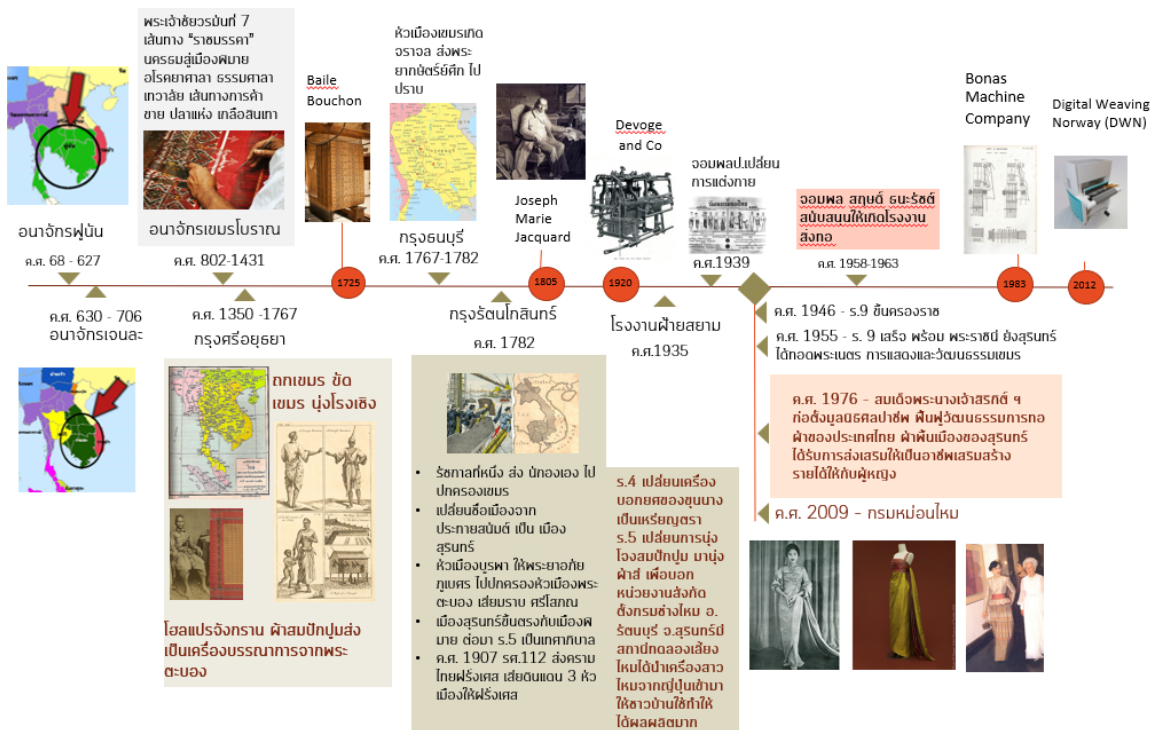 พระเจ้าชัยวรมันที่ 7
เส้นทาง “ราชมรรคา”
นครธมสู่เมืองพิมาย
อโรคยาศาลา ธรรมศาลา
เทวาลัย เส้นทางการค้า
ขาย ปลาแห่ง เกลือสินเทา
อนาจักรฟูนัน
ค.ศ. 68 - 627
อนาจักรเขมรโบราณ
ค.ศ. 802-1431
Baile
Bouchon
1725
หัวเมืองเขมรเกิด
จราจล ส่งพระ
ยากษัตริ์ย์ศึก ไป
ปราบ
กรุงธนบุรี
ค.ศ. 1767-1782
Joseph
Marie
Jacquard
1805
Devoge
and Co
1920
จอมพลป.เปลี่ยน
การแต่งกาย
ค.ศ.1939
จอมพล สฤษดิ์ ธนะรัชต์
สนับสนุนให้เกิดโรงงาน
ส่งทอ
ค.ศ. 1958-1963
Bonas
Machine
Company
1983
Digital Weaving
Norway (DWN)
2012
ค.ศ. 630 - 706
อนาจักรเจนละ
ค.ศ. 1350 -1767
กรุงศรีอยุธยา
ถกเขมร ขัด
เขมร นุ่งโรงเชิง
โฮลแปรจังกราน ผ้าสมปักปูมส่ง
เป็นเครื่องบรรณาการจากพระ
ตะบอง
กรุงรัตนโกสินทร์
ค.ศ. 1782
• รัชกาลที่หนึ่ง ส่ง นักองเอง ไป
ปกครองเขมร
• เปลี่ยนชื่อเมืองจาก
ประทายสมันต์ เป็น เมือง
สุรินทร์
• หัวเมืองบูรพา ให้พระยาอภัย
ภูเบศร ไปปกครองหัวเมืองพระ
ตะบอง เสียมราบ ศรีโสภณ
• เมืองสุรินทร์ขึ้นตรงกับเมืองพิ
มาย ต่อมา ร.5 เป็นเทศาภิบาล
• ค.ศ. 1907 รศ.112 ส่งคราม
ไทยฝรั่งเศส เสียดินแดน 3 หัว
เมืองให้ฝรั่งเศส
โรงงานฝ้ายสยาม
ค.ศ.1935
ร.4 เปลี่ยนเครื่อง
บอกยศของขุนนาง
เป็นเหรียญตรา
ร.5 เปลี่ยนการนุ่ง
โจงสมปักปูม มานุ่ง
ผ้าสี เพื่อบอก
หน่วยงานสังกัด
ตั้งกรมช่างไหม อ.
รัตนบุรี จ.สุรินทร์มี
สถานีทดลองเลี้ยง
ไหมได้นำเครื่องสาว
ไหมจากญี่ปุ่นเข้ามา
ให้ชาวบ้านใช้ทำให้
ได้ผลผลิตมาก
ค.ศ. 1946 - ร.9 ขึ้นครองราช
ค.ศ. 1955 - ร. 9 เสร็จ พร้อม พระราชินี ยังสุรินทร์
ได้ทอดพระเนตร การแสดงและวัฒนธรรมเขมร
ค.ศ. 1976 - สมเด็จพระนางเจ้าสิริกิติ์ ฯ
ก่อตั้งมูลนิธิศิลปาชีพ ฟื้นฟูวัฒนธรรมการทอ
ผ้าของประเทศไทย ผ้าพื้นเมืองของสุรินทร์
ได้รับการส่งเสริมให้เป็นอาชีพเสริมสร้าง
รายได้ให้กับผู้หญิง
ค.ศ. 2009 - กรมหม่อนไหม